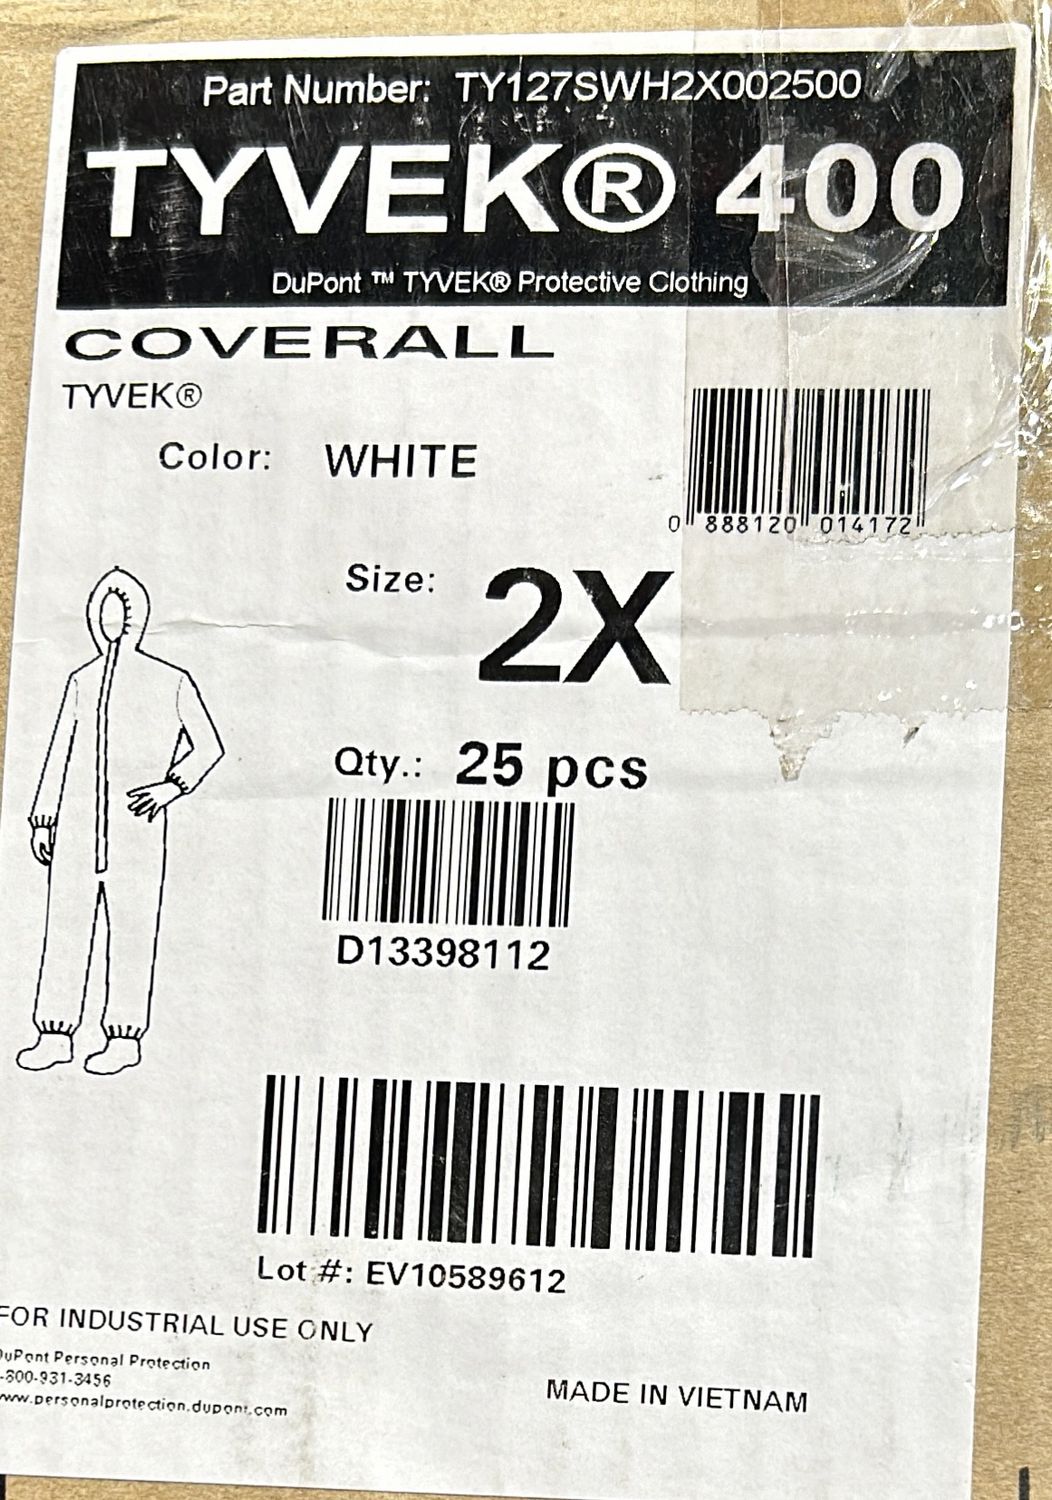 Part Number: TY127SWH2X002500
TYVEK® 400
DuPont ™ TYVEK® Protective Clothing
COVERALL
TYVEK®
Color: WHITE
0 888120 014172
Size: 2X
Qty.: 25 pcs
D13398112
Lot #: EV10589612
FOR INDUSTRIAL USE ONLY
DuPont Personal Protection
-800-931-3456
www.personalprotection.dupont.com
MADE IN VIETNAM